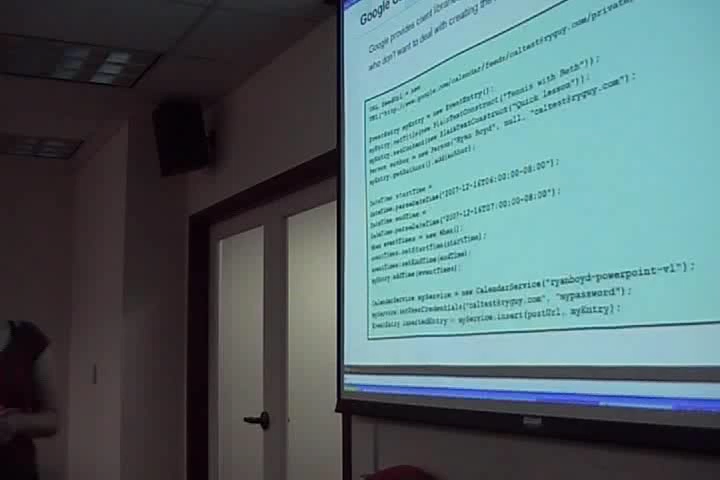 Google
Google provides client librar
who don't want to deal with creating the
URL feedUrl = new
URL("http://www.google.com/calendar/feeds/caltest@ryguy.com/private/
EventEntry myEntry = new EventEntry();
myEntry.setTitle(new PlainTextConstruct("Tennis with Beth"));
myEntry.setContent(new PlainTextConstruct("Quick lesson"));
Person author = new Person("Ryan Boyd", null, "caltest@ryguy.com");
myEntry.getAuthors().add(author);
DateTime startTime =
DateTime.parseDateTime("2007-12-16T06:00:00-08:00");
DateTime endTime =
DateTime.parseDateTime("2007-12-16T07:00:00-08:00");
When eventTimes = new When();
eventTimes.setStartTime(startTime);
eventTimes.setEndTime(endTime);
myEntry.addTime(eventTimes);
CalendarService myService = new CalendarService("ryanboyd-powerpoint-v1");
myService.setUserCredentials("caltest@ryguy.com", "mypassword");
EventEntry insertedEntry = myService.insert(postUrl, myEntry);